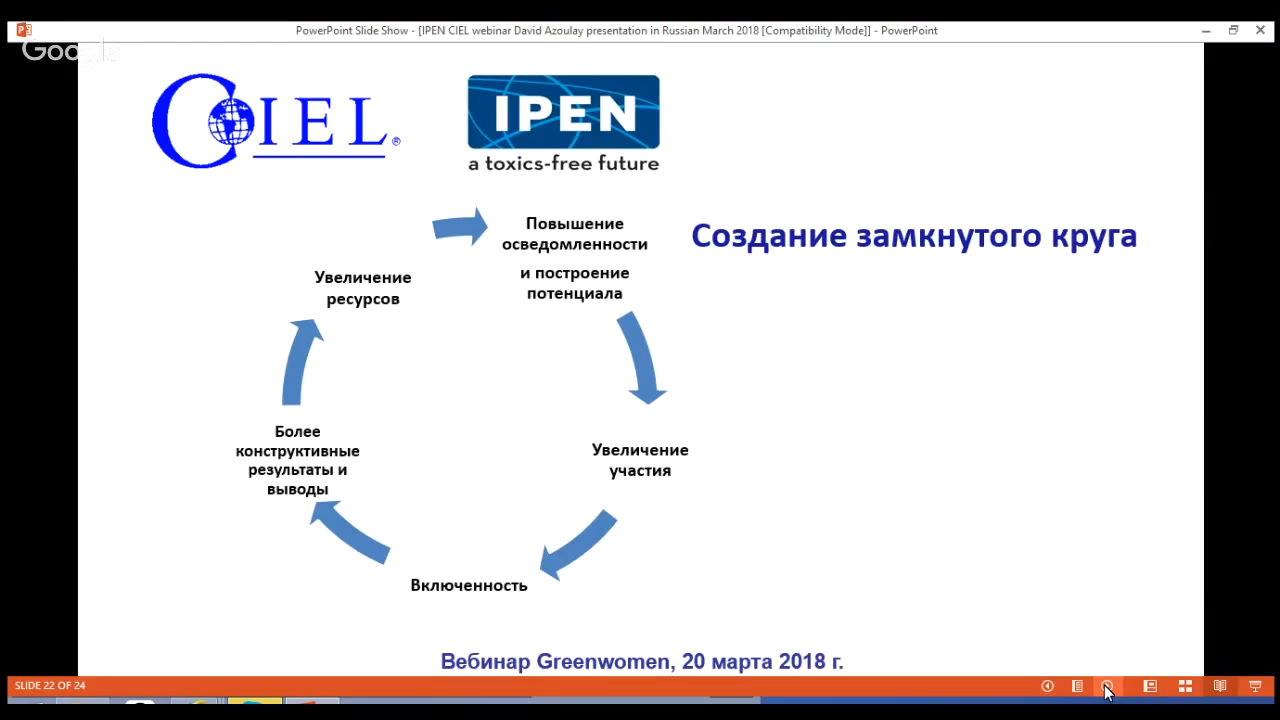 PowerPoint Slide Show - [IPEN CIEL webinar David Azoulay presentation in Russian March 2018 [Compatibility Mode]] - PowerPoint
Google
CIEL®
IPEN
a toxics-free future
Создание замкнутого круга
Повышение
осведомленности
и построение
потенциала
Увеличение
участия
Включенность
Более
конструктивные
результаты и
выводы
Увеличение
ресурсов
Вебинар Greenwomen, 20 марта 2018 г.
SLIDE 22 OF 24